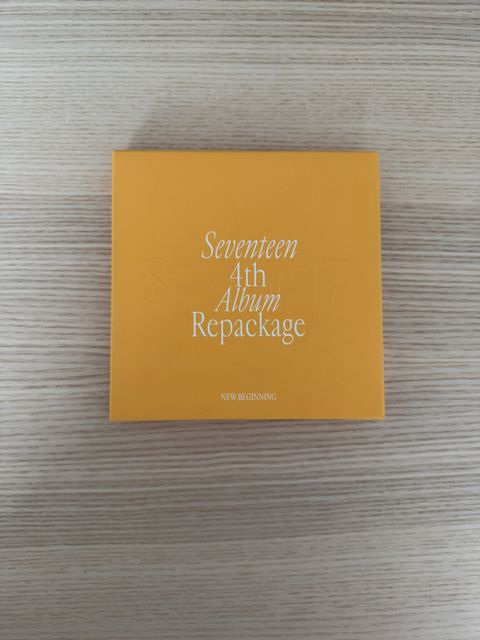 Seventeen
4th
Album
Repackage
NEW BEGINNING